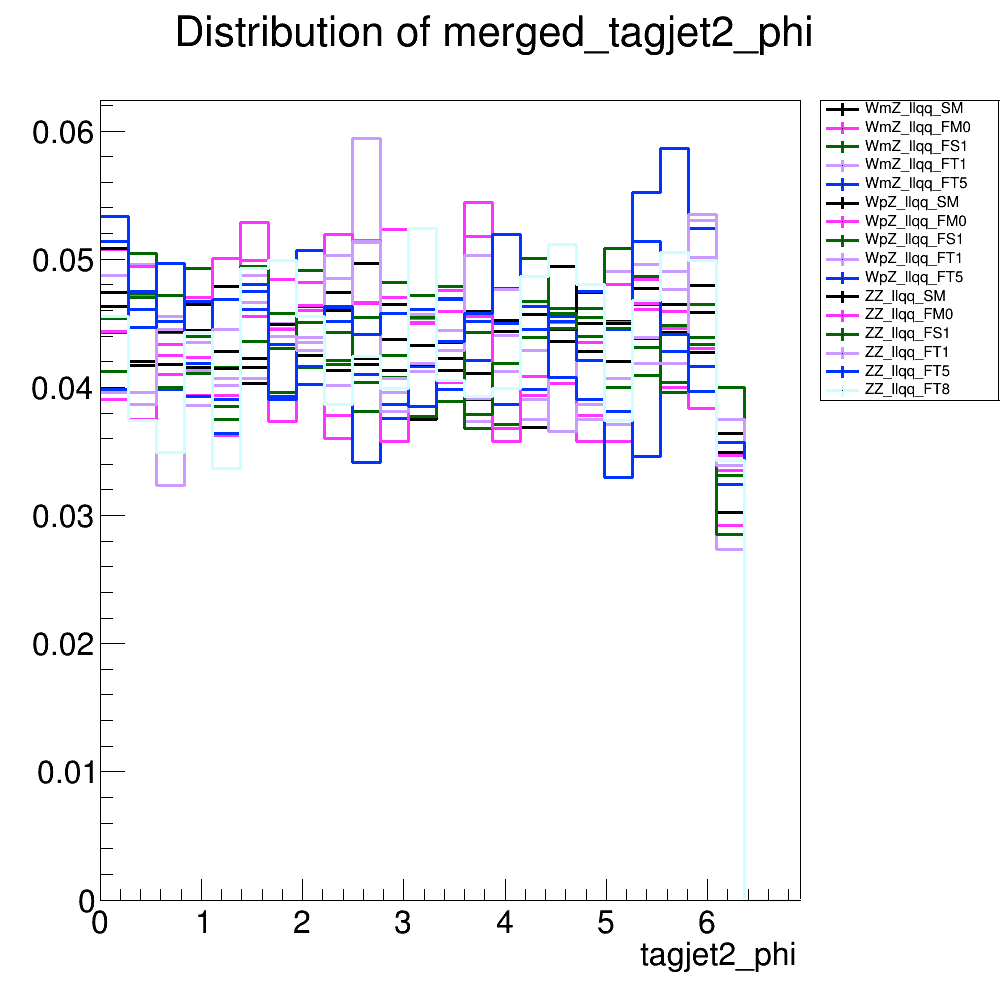 Distribution of merged_tagjet2_phi
0.06
0.05
0.04
0.03
0.02
0.01
0
0 1 2 3 4 5 6
tagjet2_phi
WmZ_llqq_SM
WmZ_llqq_FM0
WmZ_llqq_FS1
WmZ_llqq_FT1
WmZ_llqq_FT5
WpZ_llqq_SM
WpZ_llqq_FM0
WpZ_llqq_FS1
WpZ_llqq_FT1
WpZ_llqq_FT5
ZZ_llqq_SM
ZZ_llqq_FM0
ZZ_llqq_FS1
ZZ_llqq_FT1
ZZ_llqq_FT5
ZZ_llqq_FT8